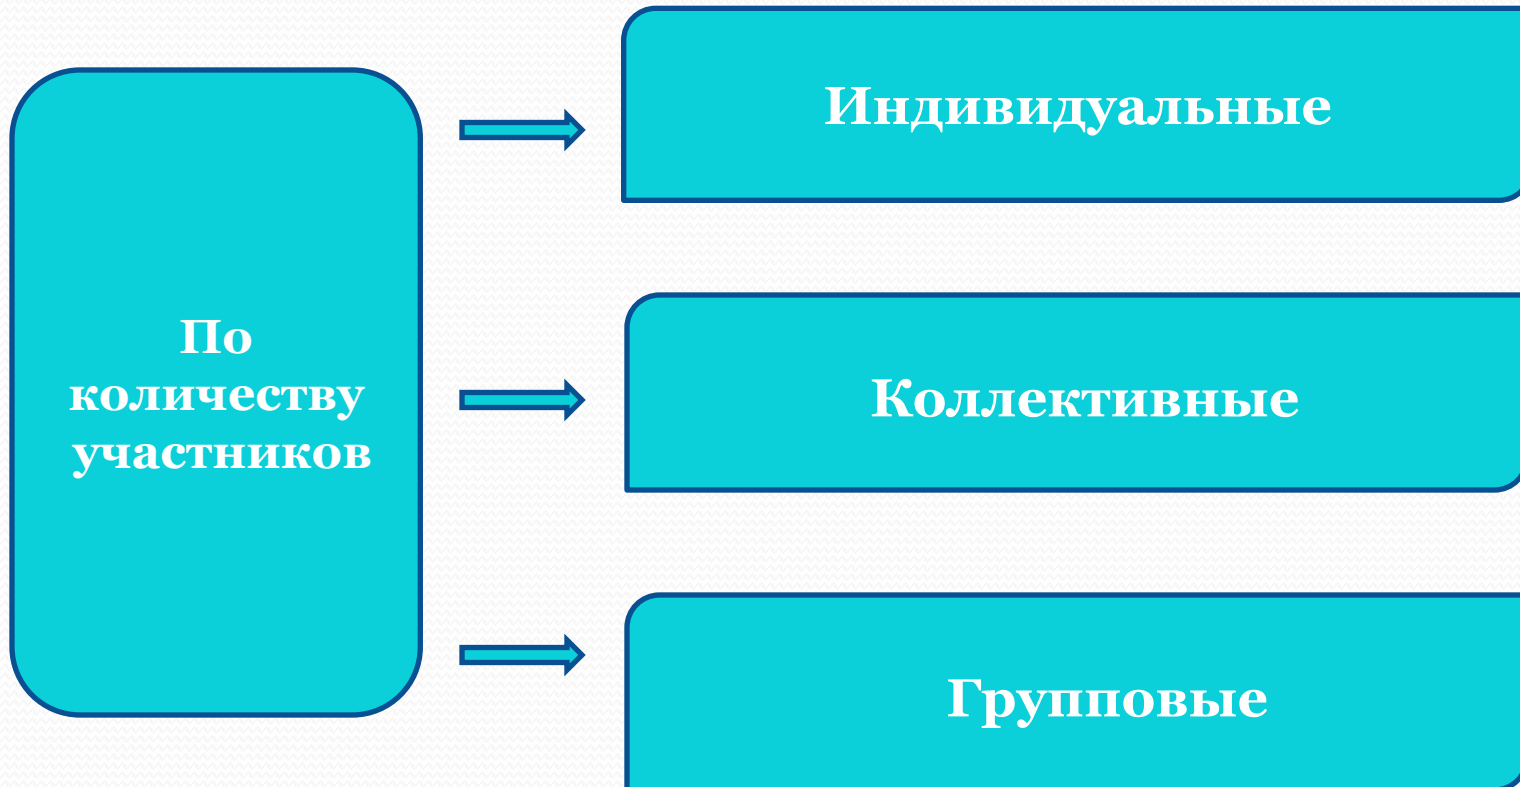 По
количеству
участников
Индивидуальные
Коллективные
Групповые